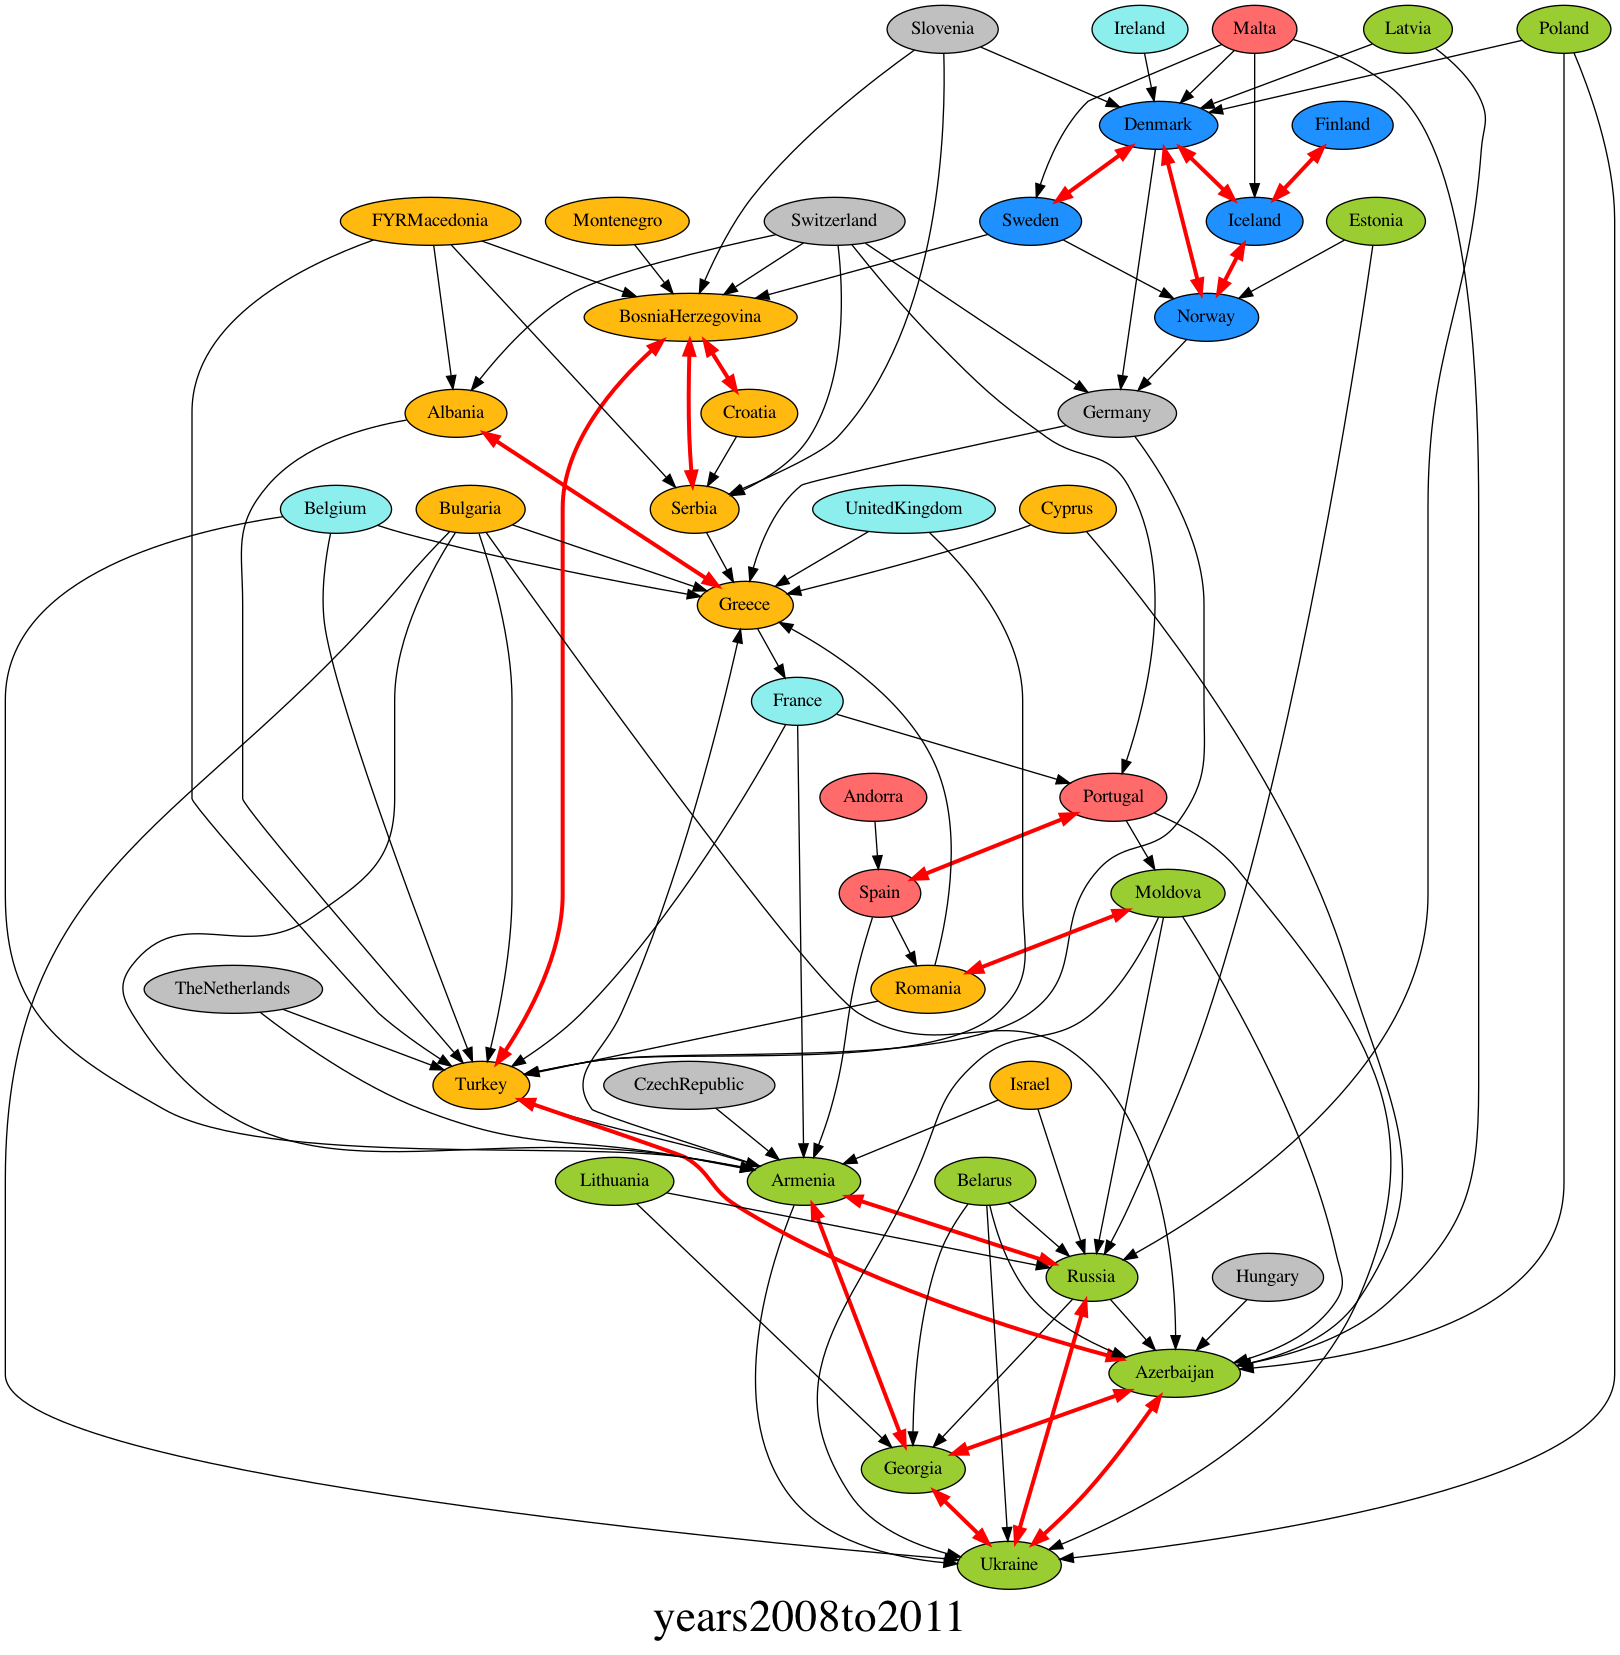 Slovenia Ireland Malta Latvia Poland
Denmark Finland
FYRMacedonia Montenegro Switzerland Sweden Iceland Estonia
BosniaHerzegovina Norway
Albania Croatia Germany
Belgium Bulgaria Serbia UnitedKingdom Cyprus
Greece
France
Andorra Portugal
Spain Moldova
TheNetherlands Romania
Turkey CzechRepublic Israel
Lithuania Armenia Belarus
Russia Hungary
Azerbaijan
Georgia
Ukraine
years2008to2011